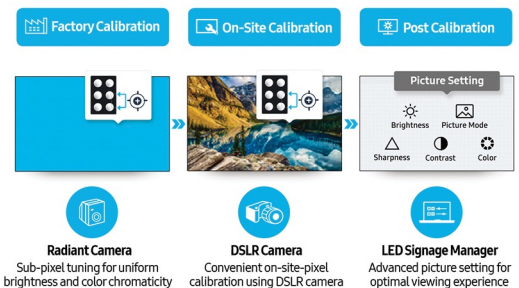 Factory Calibration
On-Site Calibration
Post Calibration
Picture Setting
Brightness
Picture Mode
Sharpness
Contrast
Color
Radiant Camera
Sub-pixel tuning for uniform
brightness and color chromaticity
DSLR Camera
Convenient on-site-pixel
calibration using DSLR camera
LED Signage Manager
Advanced picture setting for
optimal viewing experience